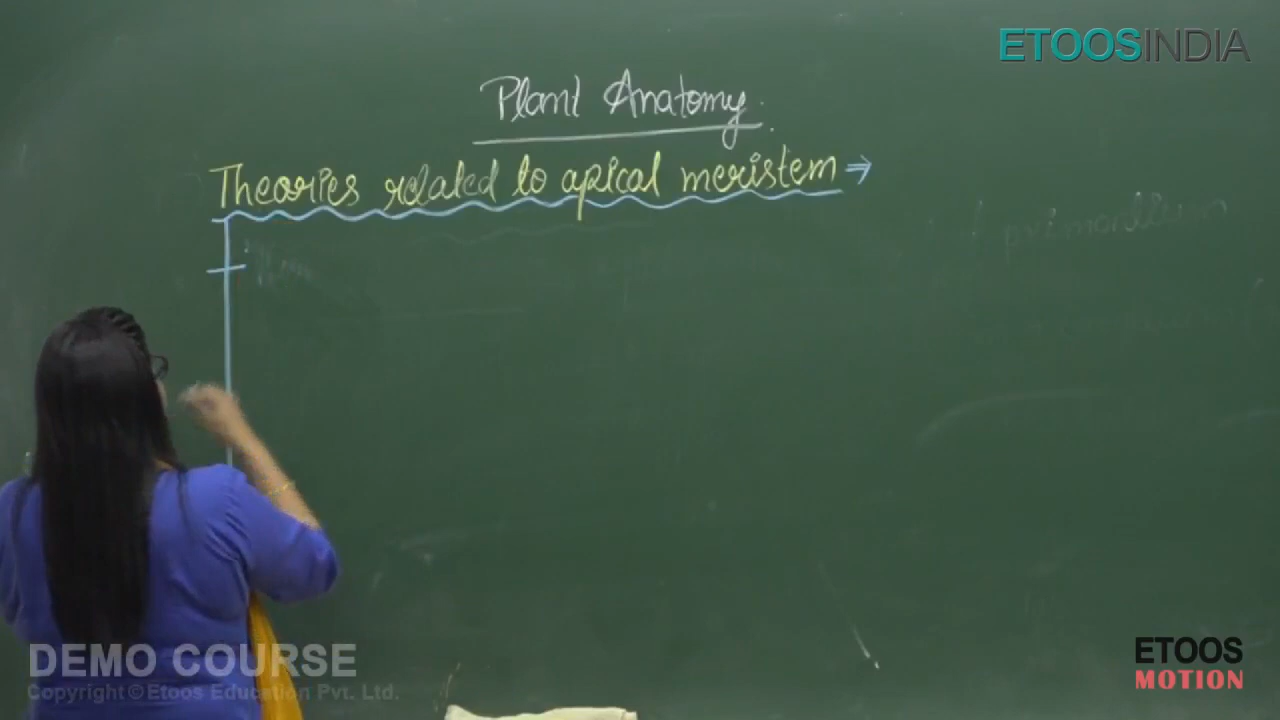 ETOOSINDIA
Plant Anatomy.
Theories related to apical meristem →
DEMO COURSE
Copyright©Etoos Education Pvt. Ltd.
ETOOS
MOTION